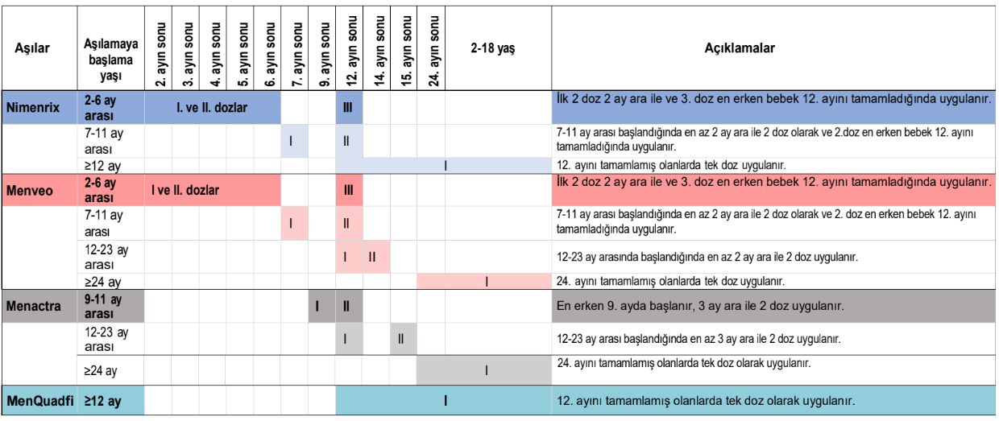 Aşılar
Aşılamaya
başlama
yaşı
2. ayın sonu
3. ayın sonu
4. ayın sonu
5. ayın sonu
6. ayın sonu
7. ayın sonu
9. ayın sonu
12. ayın sonu
14. ayın sonu
15. ayın sonu
24. ayın sonu
2-18 yaş
Açıklamalar
Nimenrix
2-6 ay
arası
I. ve II. dozlar
III
İlk 2 doz 2 ay ara ile ve 3. doz en erken bebek 12. ayını tamamladığında uygulanır.
7-11 ay
arası
I
II
7-11 ay arası başlandığında en az 2 ay ara ile 2 doz olarak ve 2.doz en erken bebek 12. ayını
tamamladığında uygulanır.
≥12 ay
I
12. ayını tamamlamış olanlarda tek doz uygulanır.
Menveo
2-6 ay
arası
I ve II. dozlar
III
İlk 2 doz 2 ay ara ile ve 3. doz en erken bebek 12. ayını tamamladığında uygulanır.
7-11 ay
arası
I
II
7-11 ay arası başlandığında en az 2 ay ara ile 2 doz olarak ve 2. doz en erken bebek 12. ayını
tamamladığında uygulanır.
12-23 ay
arası
I
II
12-23 ay arasında başlandığında en az 2 ay ara ile 2 doz uygulanır.
≥24 ay
I
24. ayını tamamlamış olanlarda tek doz uygulanır.
Menactra
9-11 ay
arası
I
II
En erken 9. ayda başlanır, 3 ay ara ile 2 doz uygulanır.
12-23 ay
arası
I
II
12-23 ay arası başlandığında en az 3 ay ara ile 2 doz uygulanır.
≥24 ay
I
24. ayını tamamlamış olanlarda tek doz olarak uygulanır.
MenQuadfi
≥12 ay
I
12. ayını tamamlamış olanlarda tek doz olarak uygulanır.